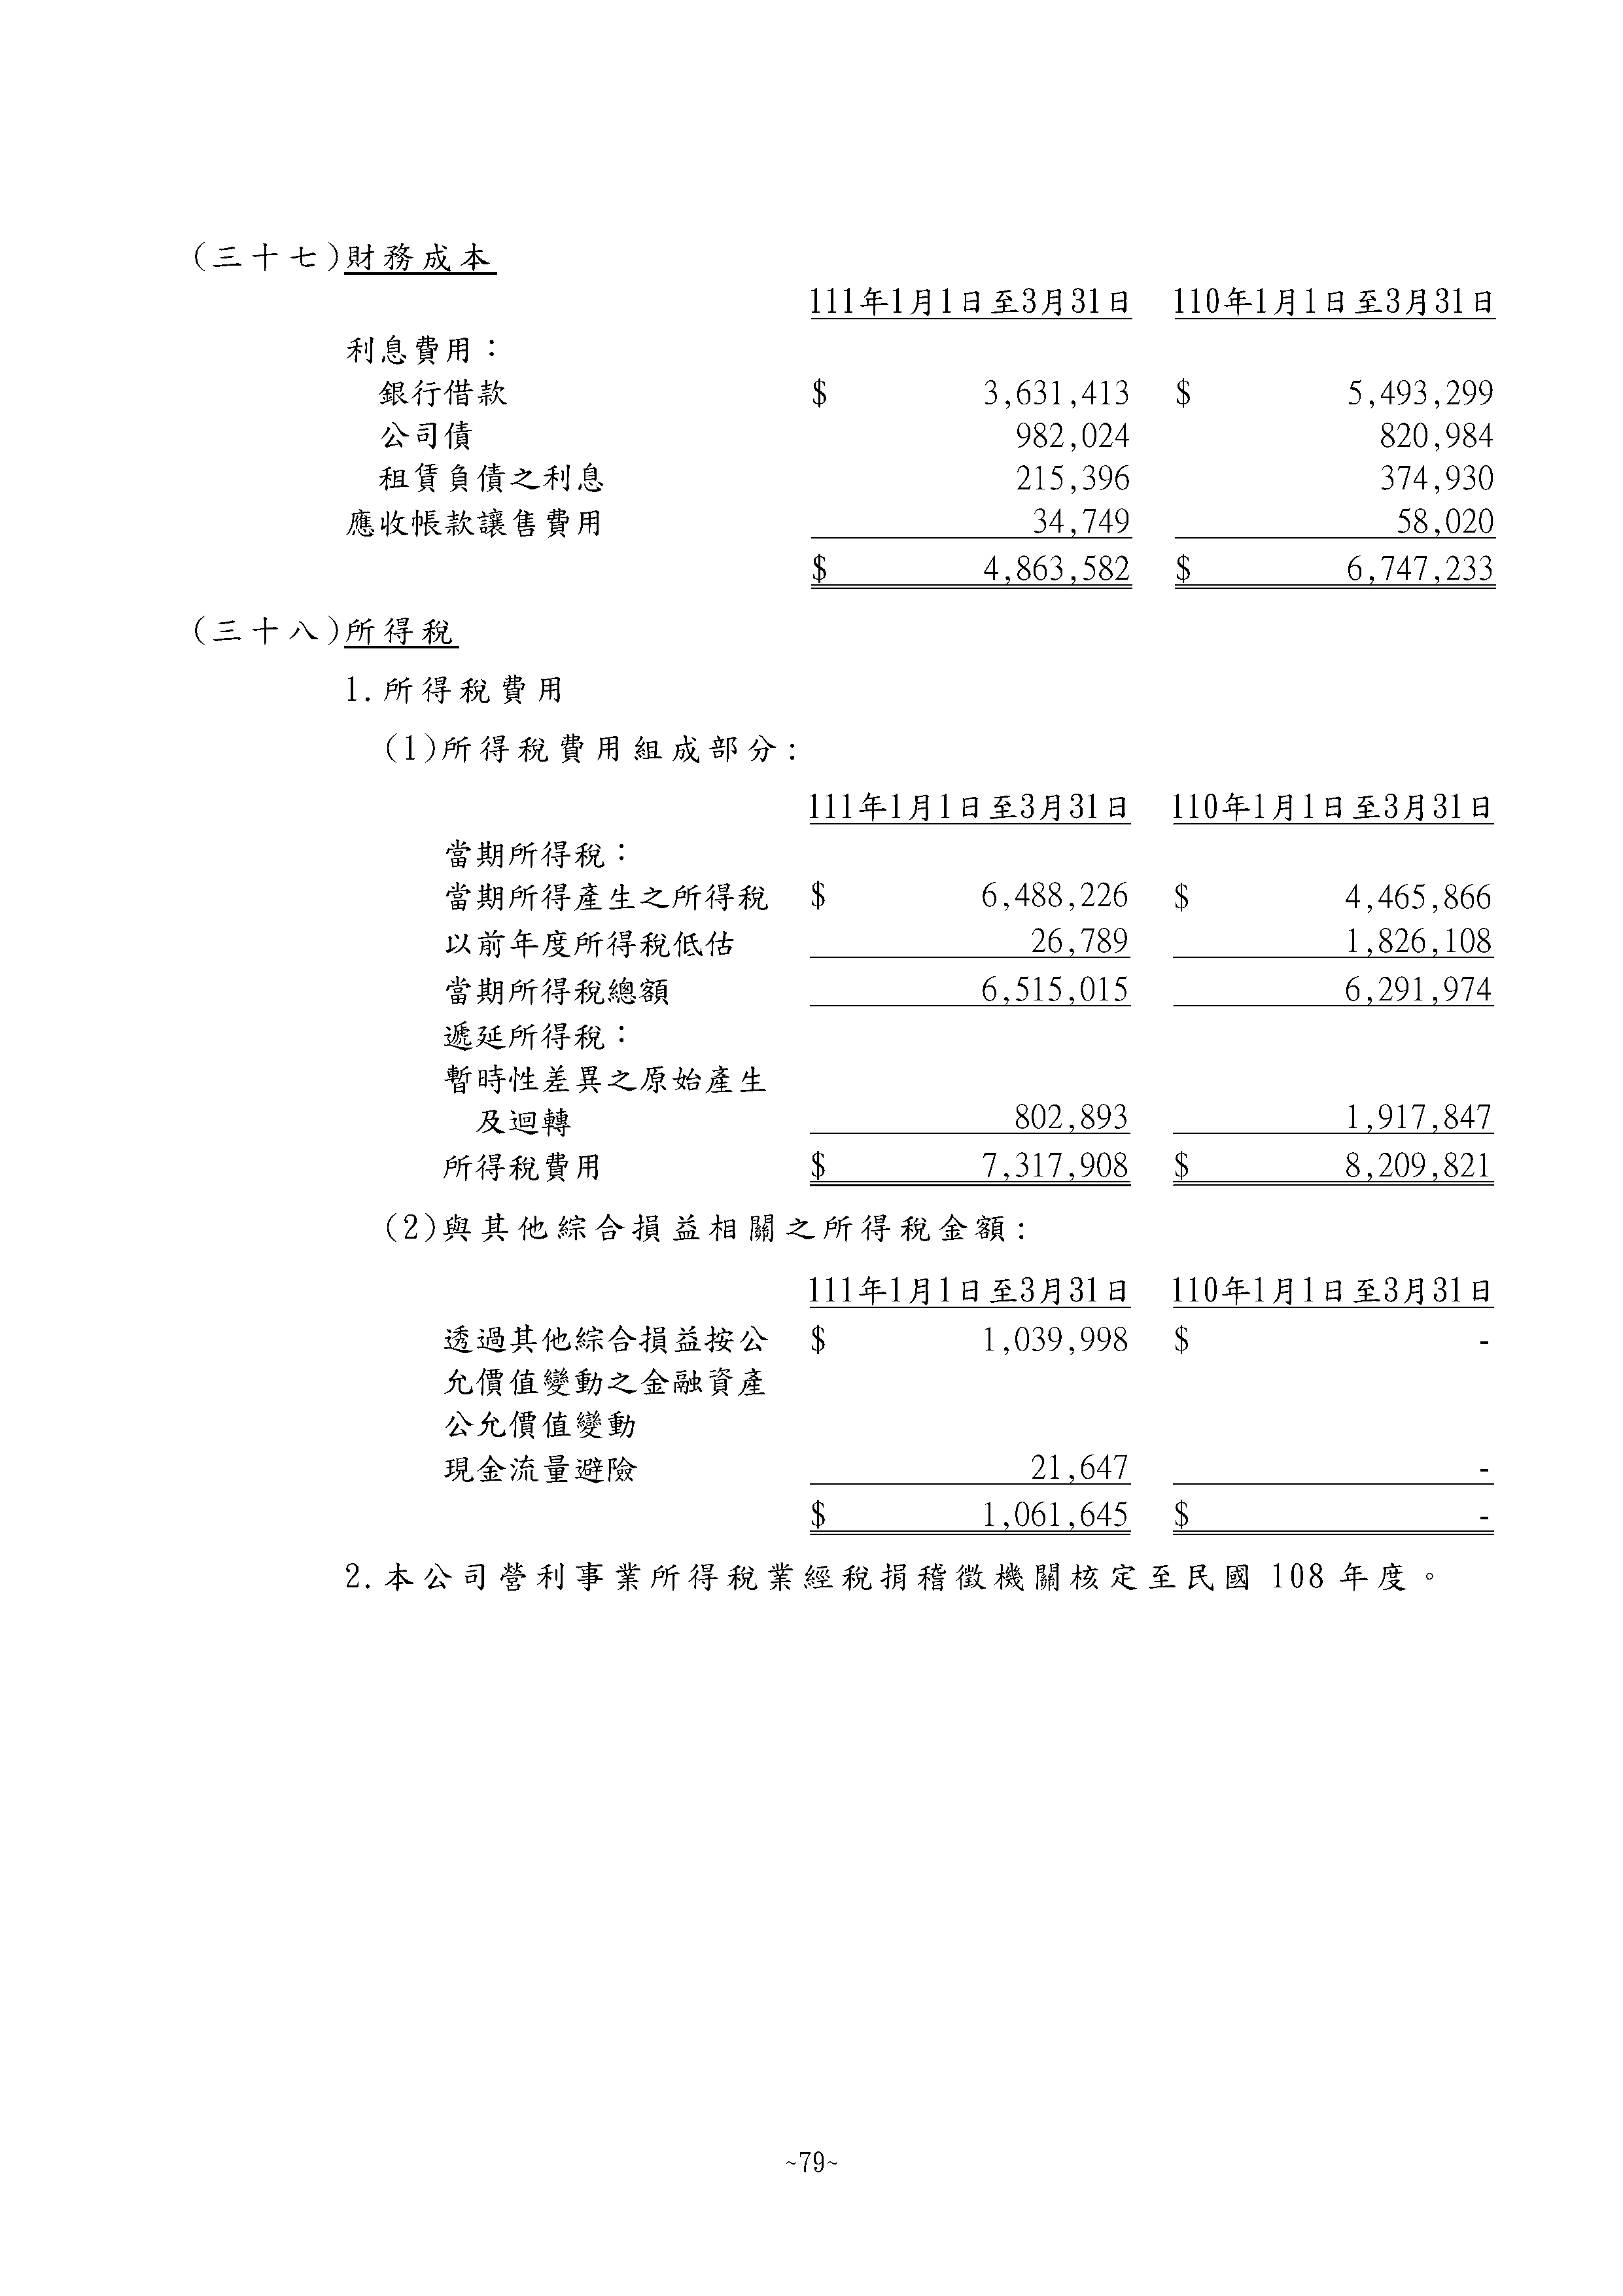 (三十七)財務成本
111年1月1日至3月31日 110年1月1日至3月31日
利息費用：
銀行借款 $ 3,631,413 $ 5,493,299
公司債 982,024 820,984
租賃負債之利息 215,396 374,930
應收帳款讓售費用 34,749 58,020
$ 4,863,582 $ 6,747,233
(三十八)所得稅
1.所得稅費用
(1)所得稅費用組成部分:
111年1月1日至3月31日 110年1月1日至3月31日
當期所得稅：
當期所得產生之所得稅 $ 6,488,226 $ 4,465,866
以前年度所得稅低估 26,789 1,826,108
當期所得稅總額 6,515,015 6,291,974
遞延所得稅：
暫時性差異之原始產生
及迴轉 802,893 1,917,847
所得稅費用 $ 7,317,908 $ 8,209,821
(2)與其他綜合損益相關之所得稅金額:
111年1月1日至3月31日 110年1月1日至3月31日
透過其他綜合損益按公 $ 1,039,998 $ -
允價值變動之金融資產
公允價值變動
現金流量避險 21,647 -
$ 1,061,645 $ -
2.本公司營利事業所得稅業經稅捐稽徵機關核定至民國 108 年度。
~79~